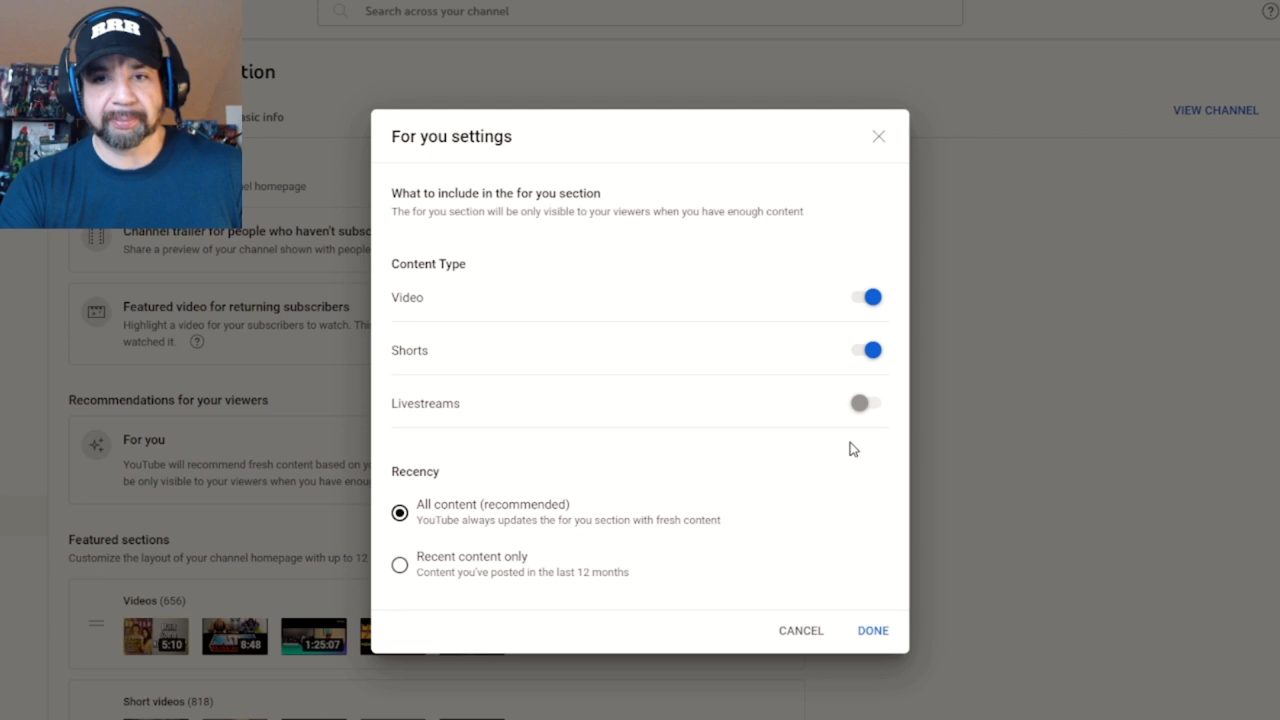 RRR
Search across your channel
?
tion
asic info
VIEW CHANNEL
el homepage
Channel trailer for people who haven't subsc
Share a preview of your channel shown with people
Featured video for returning subscribers
Highlight a video for your subscribers to watch. Thi
watched it. ?
Recommendations for your viewers
For you
YouTube will recommend fresh content based on y
be only visible to your viewers when you have enou
Featured sections
Customize the layout of your channel homepage with up to 12
Videos (656)
5:10
8:48
1:25:07
Short videos (818)
For you settings
What to include in the for you section
The for you section will be only visible to your viewers when you have enough content
Content Type
Video
Shorts
Livestreams
Recency
All content (recommended)
YouTube always updates the for you section with fresh content
Recent content only
Content you've posted in the last 12 months
CANCEL
DONE